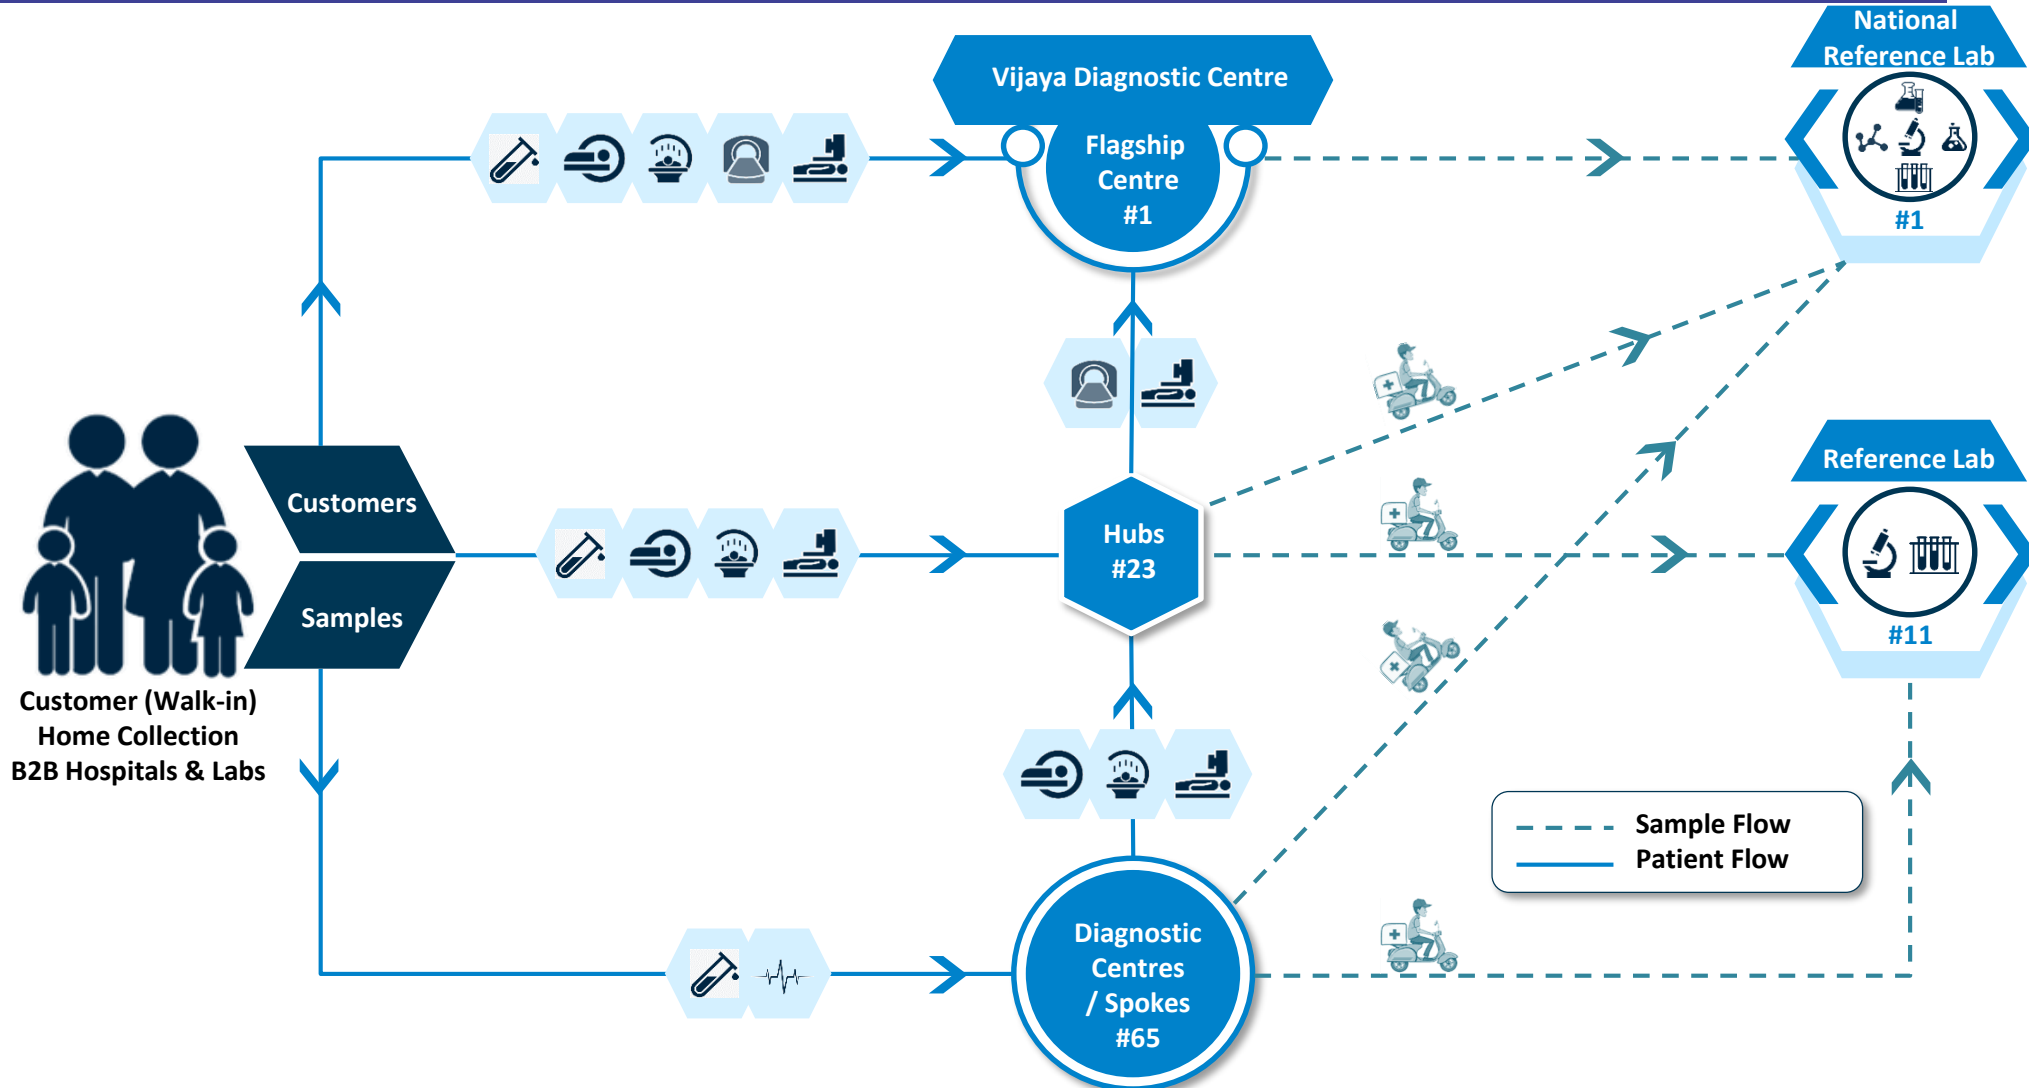 National
Reference Lab
#1
Vijaya Diagnostic Centre
Flagship
Centre
#1
Customers
Samples
Customer (Walk-in)
Home Collection
B2B Hospitals & Labs
Hubs
#23
Reference Lab
#11
Sample Flow
Patient Flow
Diagnostic
Centres
/ Spokes
#65